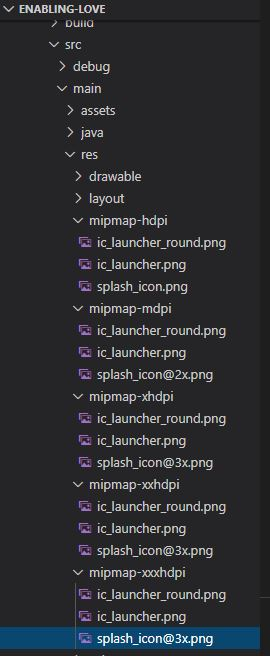 ENABLING-LOVE
build
src
debug
main
assets
java
res
drawable
layout
mipmap-hdpi
ic_launcher_round.png
ic_launcher.png
splash_icon.png
mipmap-mdpi
ic_launcher_round.png
ic_launcher.png
splash_icon@2x.png
mipmap-xhdpi
ic_launcher_round.png
ic_launcher.png
splash_icon@3x.png
mipmap-xxhdpi
ic_launcher_round.png
ic_launcher.png
splash_icon@3x.png
mipmap-xxxhdpi
ic_launcher_round.png
ic_launcher.png
splash_icon@3x.png